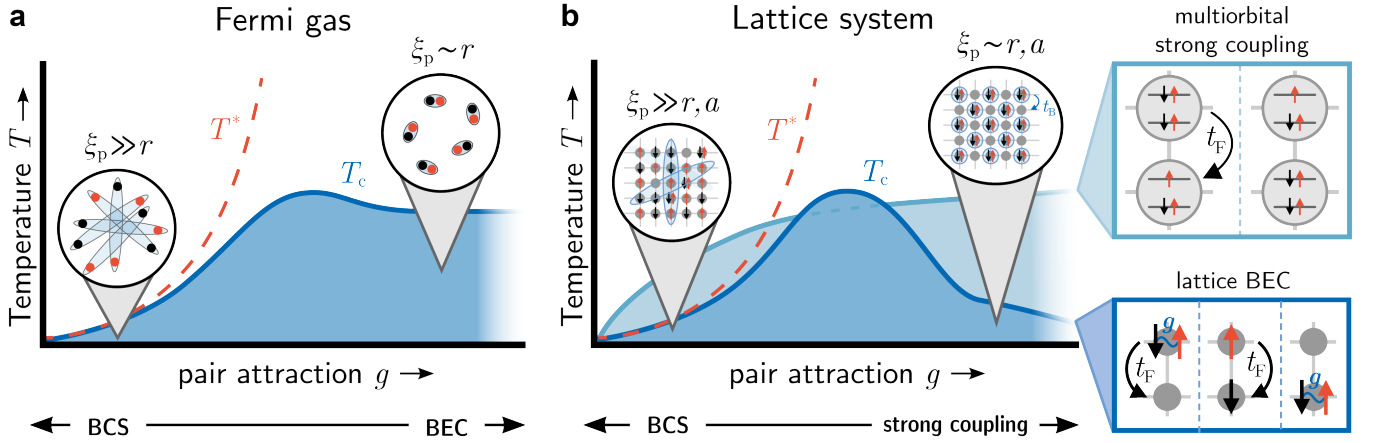 a
Fermi gas
b
Lattice system
multiorbital
strong coupling
ξp ~ r
ξp ≫ r
T*
Tc
Temperature T →
pair attraction g →
BCS
BEC
ξp ~ r, a
tB
ξp ≫ r, a
T*
Tc
Temperature T →
pair attraction g →
BCS
strong coupling
tF
lattice BEC
g
tF
tF
g